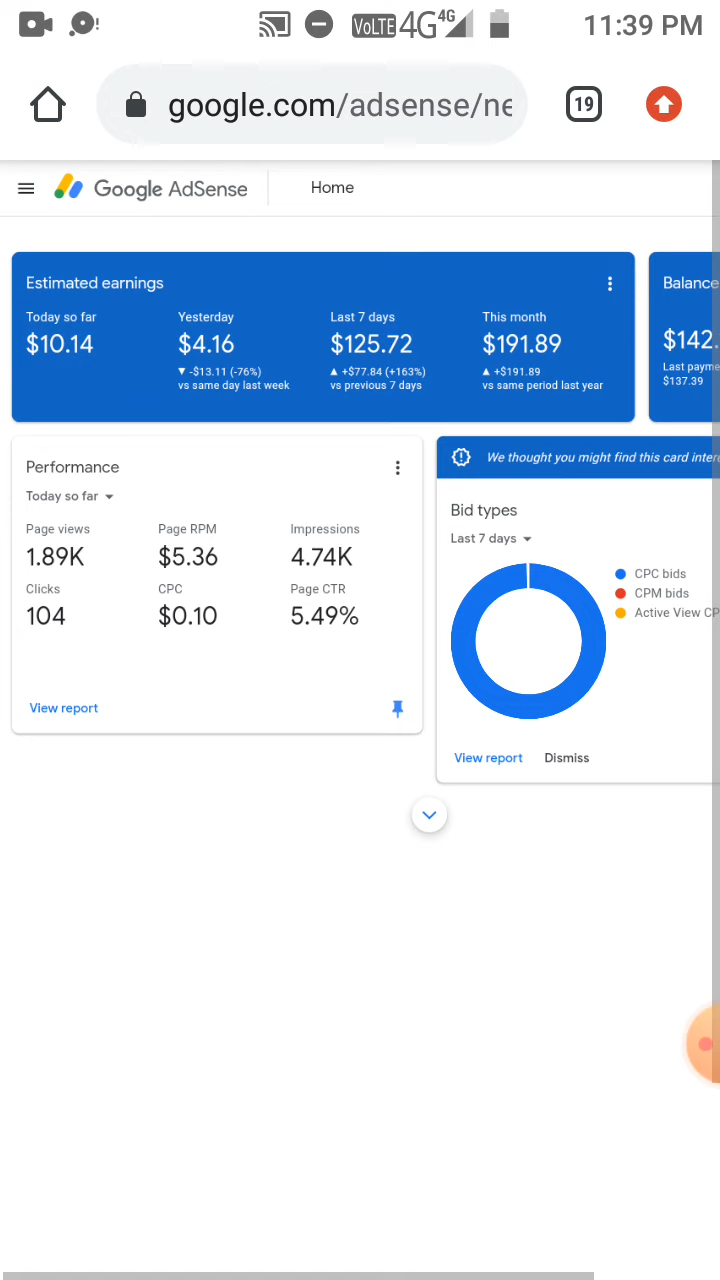 VoLTE 4G 4G 11:39 PM
google.com/adsense/ne
19
Google AdSense Home
Estimated earnings
Today so far
$10.14
Yesterday
$4.16
-$13.11 (-76%)
vs same day last week
Last 7 days
$125.72
+$77.84 (+163%)
vs previous 7 days
This month
$191.89
+$191.89
vs same period last year
Balance
$142.
Last payme
$137.39
Performance
Today so far
Page views
1.89K
Page RPM
$5.36
Impressions
4.74K
Clicks
104
CPC
$0.10
Page CTR
5.49%
View report
We thought you might find this card inter
Bid types
Last 7 days
CPC bids
CPM bids
Active View CP
View report Dismiss